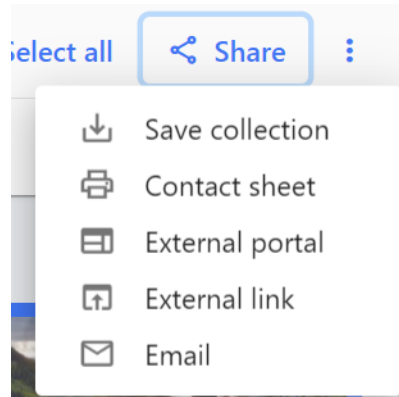 Select all Share
Save collection
Contact sheet
External portal
External link
Email